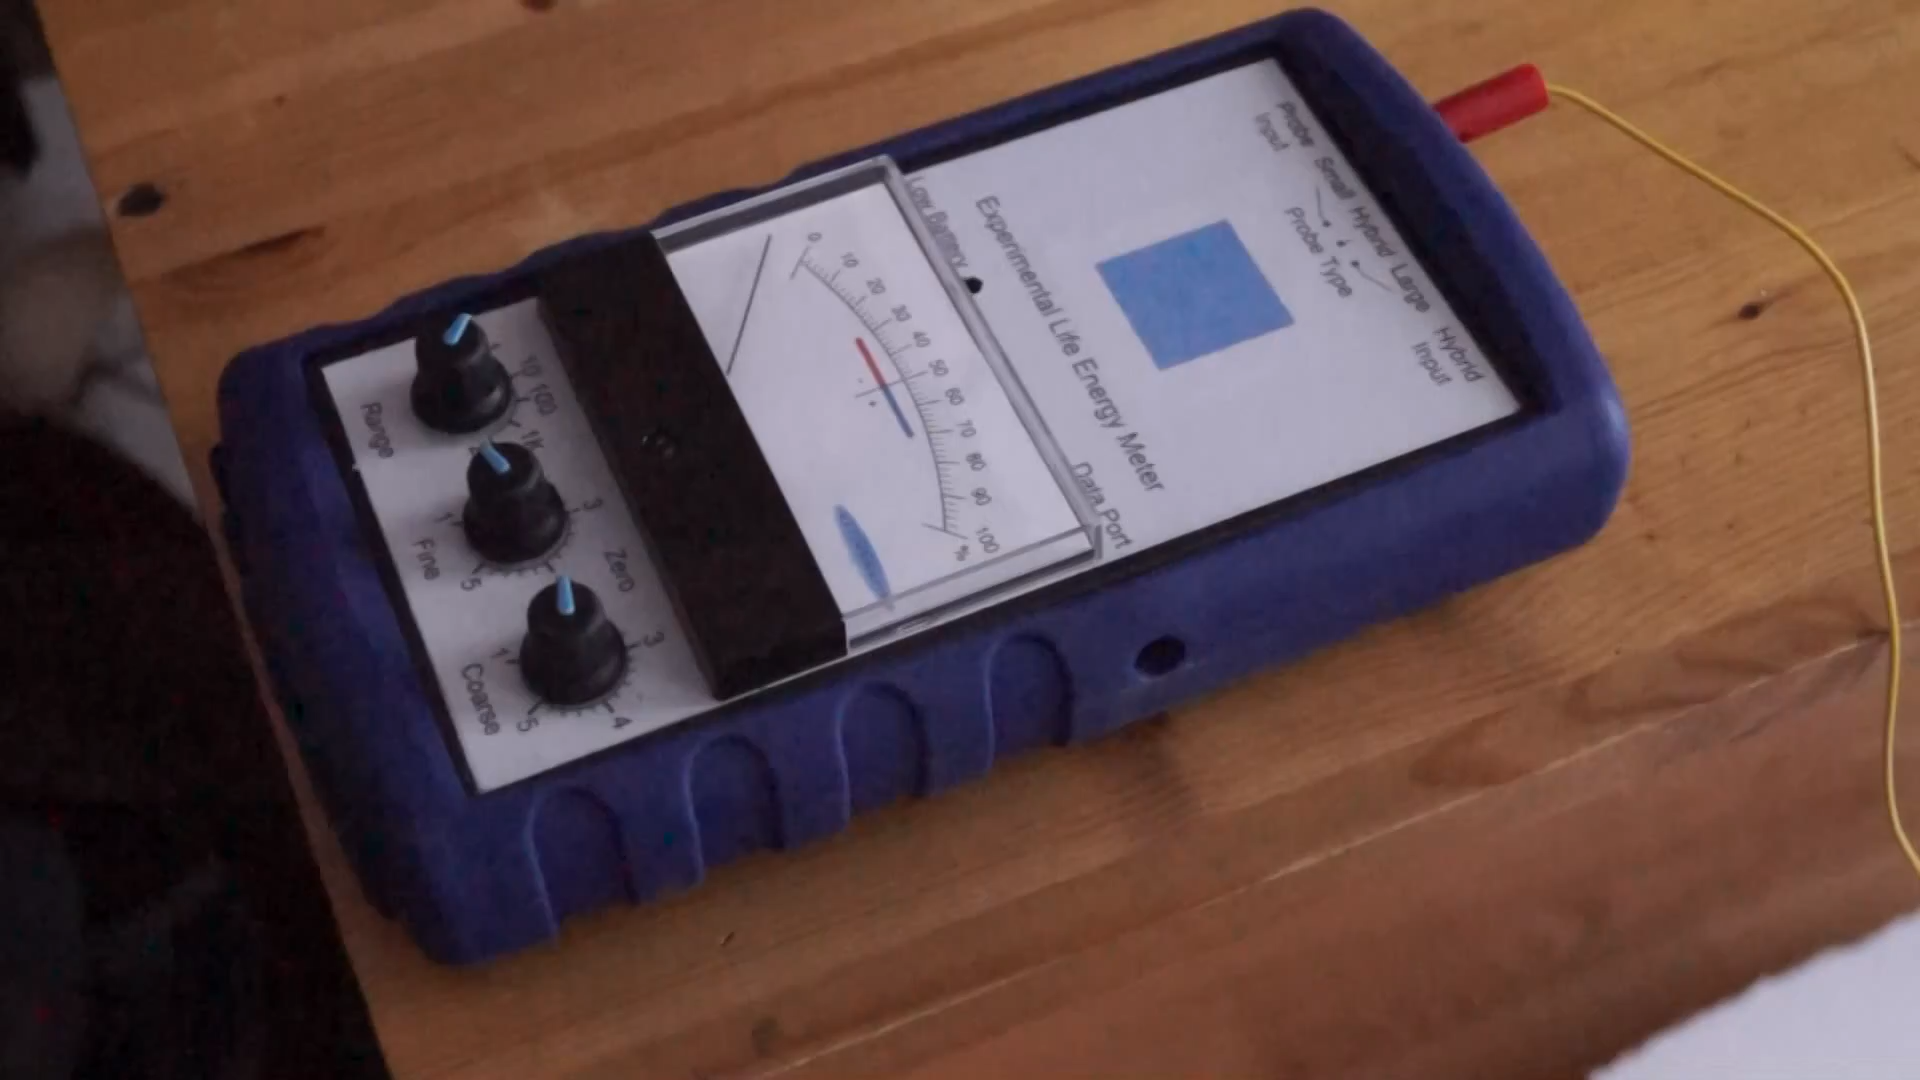 Probe
Input
Small Hybrid Large
Probe Type
Hybrid
Input
Experimental Life Energy Meter
Low Battery
Data Port
0 10 20 30 40 50 60 70 80 90 100
%
- +
10 100 1K
Range
1 3 5
Fine
Zero
1 3 4 5
Coarse